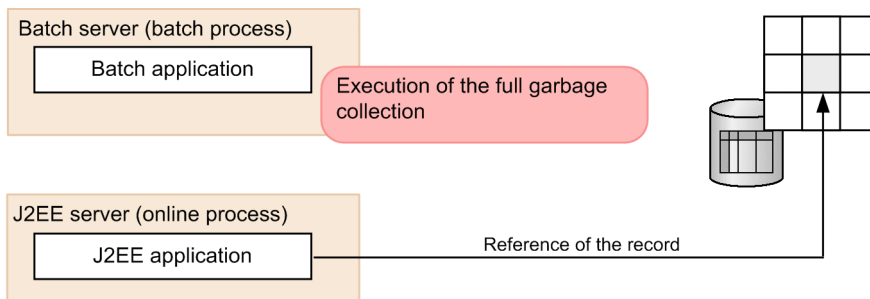 Batch server (batch process)
Batch application
Execution of the full garbage
collection
J2EE server (online process)
J2EE application
Reference of the record